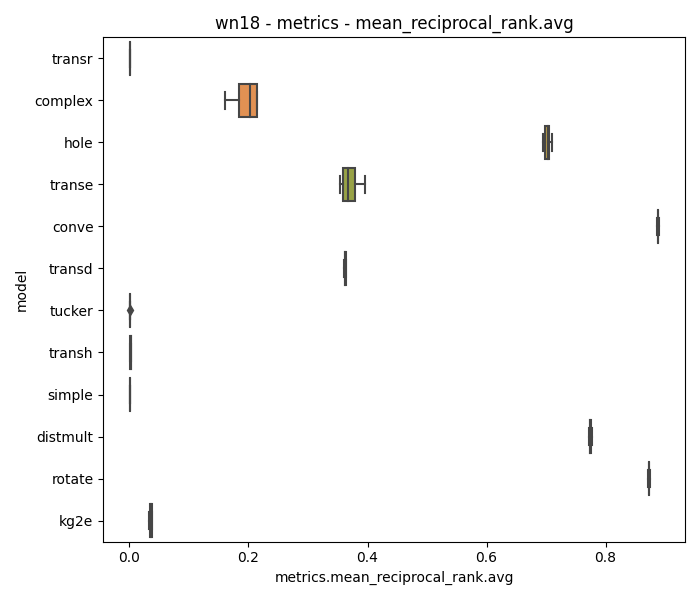 wn18 - metrics - mean_reciprocal_rank.avg
transr
complex
hole
transe
conve
transd
tucker
transh
simple
distmult
rotate
kg2e
model
0.0 0.2 0.4 0.6 0.8
metrics.mean_reciprocal_rank.avg